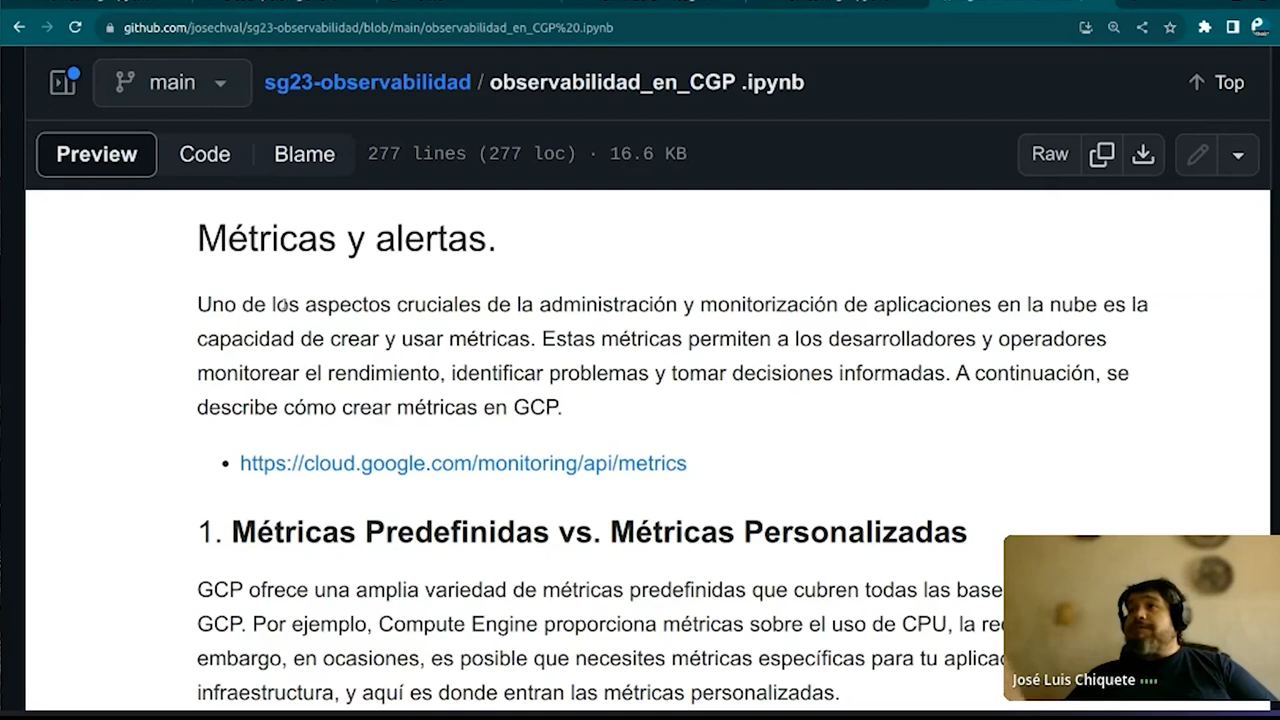 github.com/josechval/sg23-observabilidad/blob/main/observabilidad_en_CGP%20.ipynb
main
sg23-observabilidad / observabilidad_en_CGP .ipynb
Top
Preview
Code
Blame
277 lines (277 loc) · 16.6 KB
Raw
Métricas y alertas.
Uno de los aspectos cruciales de la administración y monitorización de aplicaciones en la nube es la
capacidad de crear y usar métricas. Estas métricas permiten a los desarrolladores y operadores
monitorear el rendimiento, identificar problemas y tomar decisiones informadas. A continuación, se
describe cómo crear métricas en GCP.
• https://cloud.google.com/monitoring/api/metrics
1. Métricas Predefinidas vs. Métricas Personalizadas
GCP ofrece una amplia variedad de métricas predefinidas que cubren todas las base
GCP. Por ejemplo, Compute Engine proporciona métricas sobre el uso de CPU, la
embargo, en ocasiones, es posible que necesites métricas específicas para tu
infraestructura, y aquí es donde entran las métricas personalizadas.
José Luis Chiquete